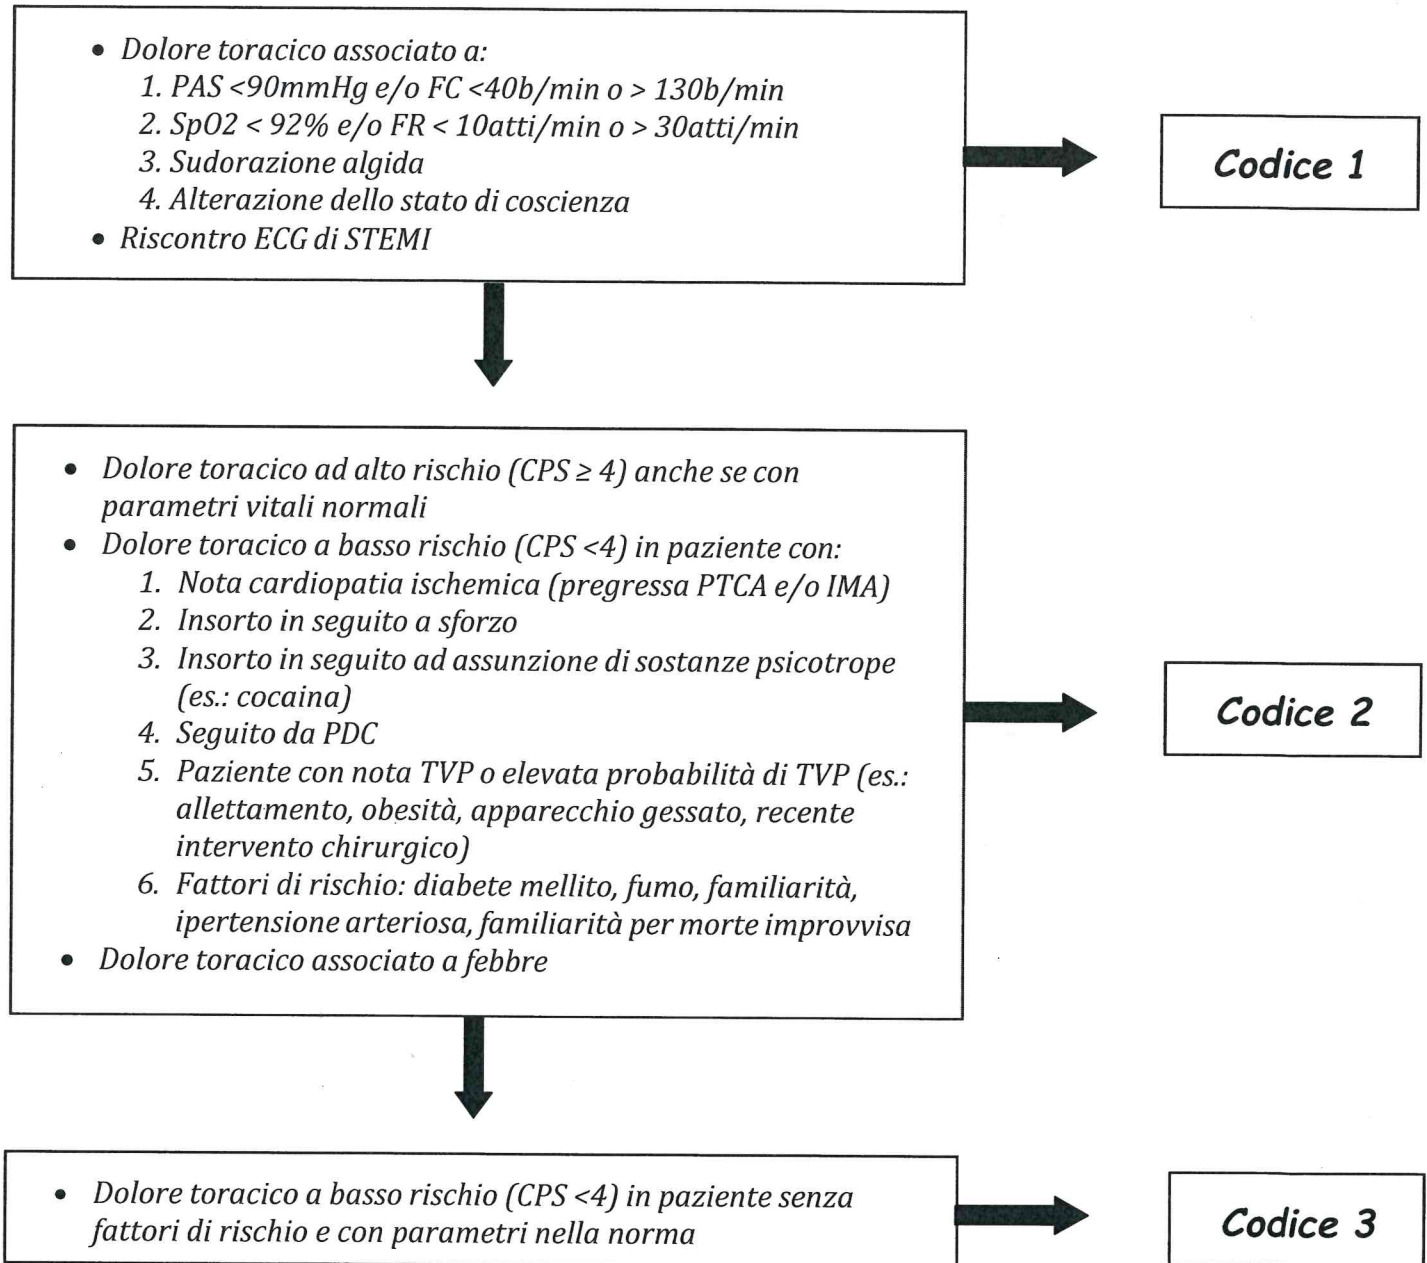 • Dolore toracico associato a:
1. PAS <90mmHg e/o FC <40b/min o > 130b/min
2. SpO2 < 92% e/o FR < 10atti/min o > 30atti/min
3. Sudorazione algida
4. Alterazione dello stato di coscienza
• Riscontro ECG di STEMI
Codice 1
• Dolore toracico ad alto rischio (CPS ≥ 4) anche se con
parametri vitali normali
• Dolore toracico a basso rischio (CPS <4) in paziente con:
1. Nota cardiopatia ischemica (pregressa PTCA e/o IMA)
2. Insorto in seguito a sforzo
3. Insorto in seguito ad assunzione di sostanze psicotrope
(es.: cocaina)
4. Seguito da PDC
5. Paziente con nota TVP o elevata probabilità di TVP (es.:
allettamento, obesità, apparecchio gessato, recente
intervento chirurgico)
6. Fattori di rischio: diabete mellito, fumo, familiarità,
ipertensione arteriosa, familiarità per morte improvvisa
• Dolore toracico associato a febbre
Codice 2
• Dolore toracico a basso rischio (CPS <4) in paziente senza
fattori di rischio e con parametri nella norma
Codice 3